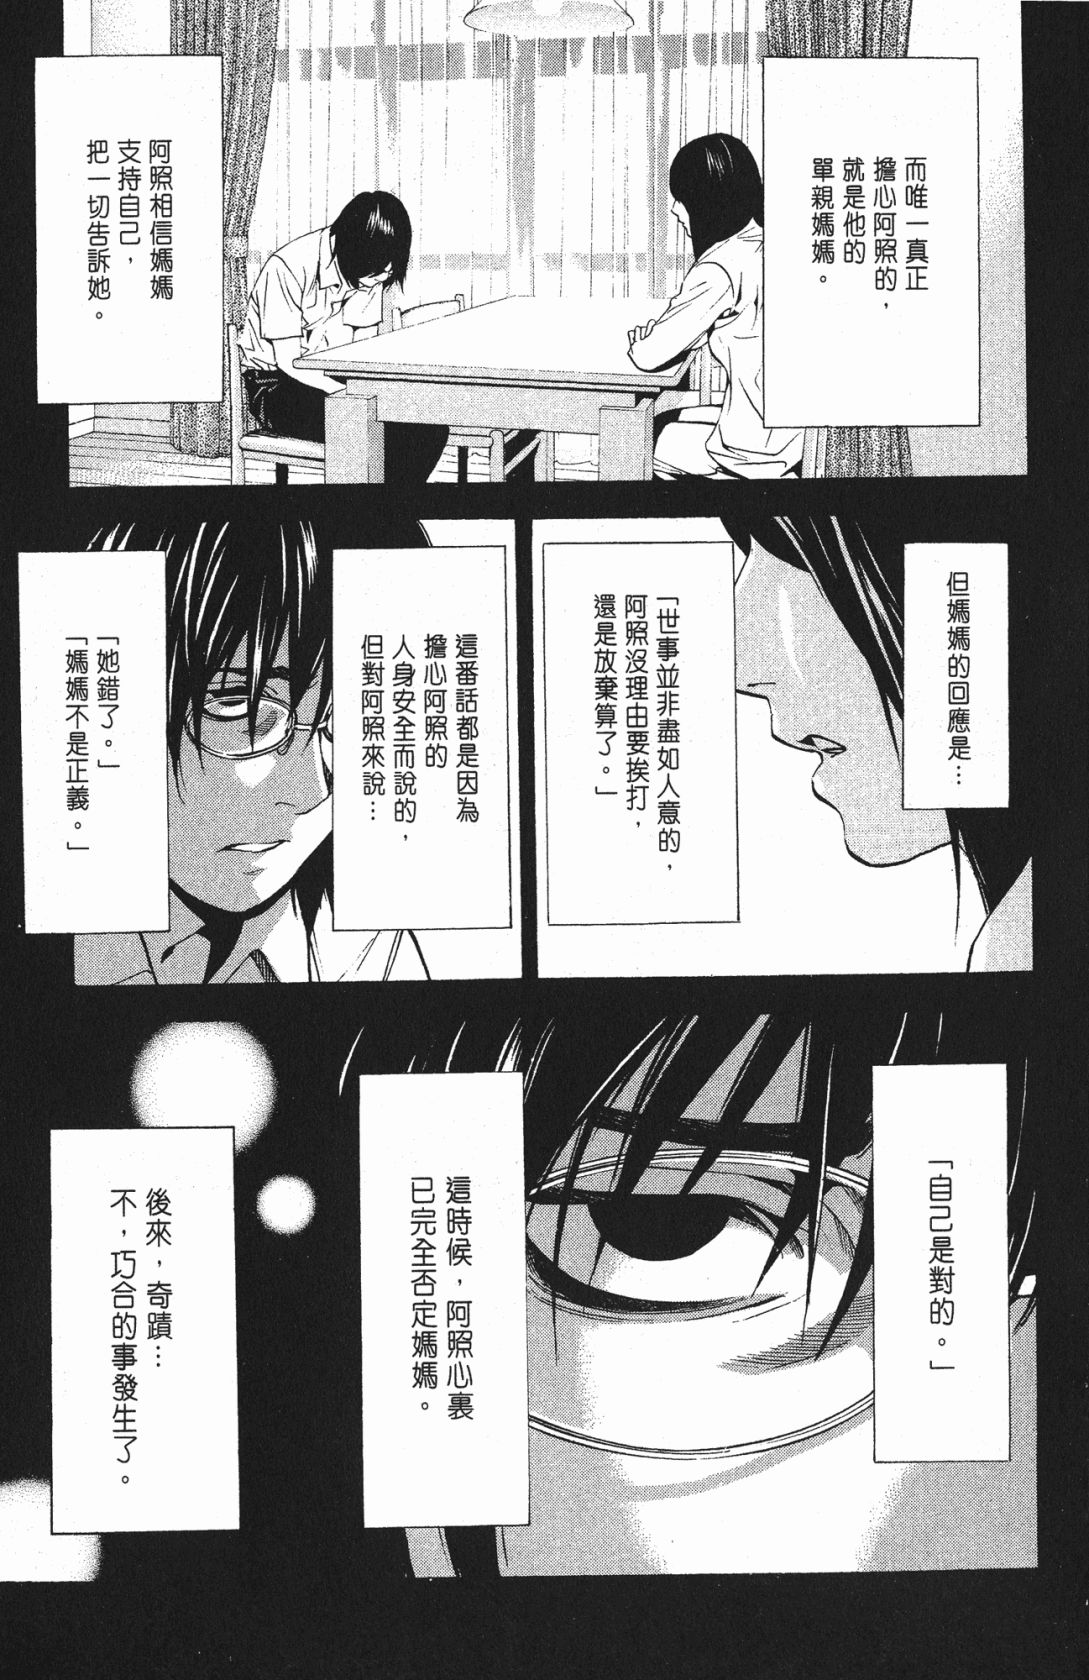 而唯一真正
擔心阿照的，
就是他的
單親媽媽。
阿照相信媽媽
支持自己，
把一切告訴她。
但媽媽的回應是…
「世事並非盡如人意的，
阿照沒理由要挨打，
還是放棄算了。」
這番話都是因為
擔心阿照的
人身安全而說的，
但對阿照來說…
「她錯了。」
「媽媽不是正義。」
「自己是對的。」
這時候，阿照心裏
已完全否定媽媽。
後來，奇蹟…
不，巧合的事發生了。